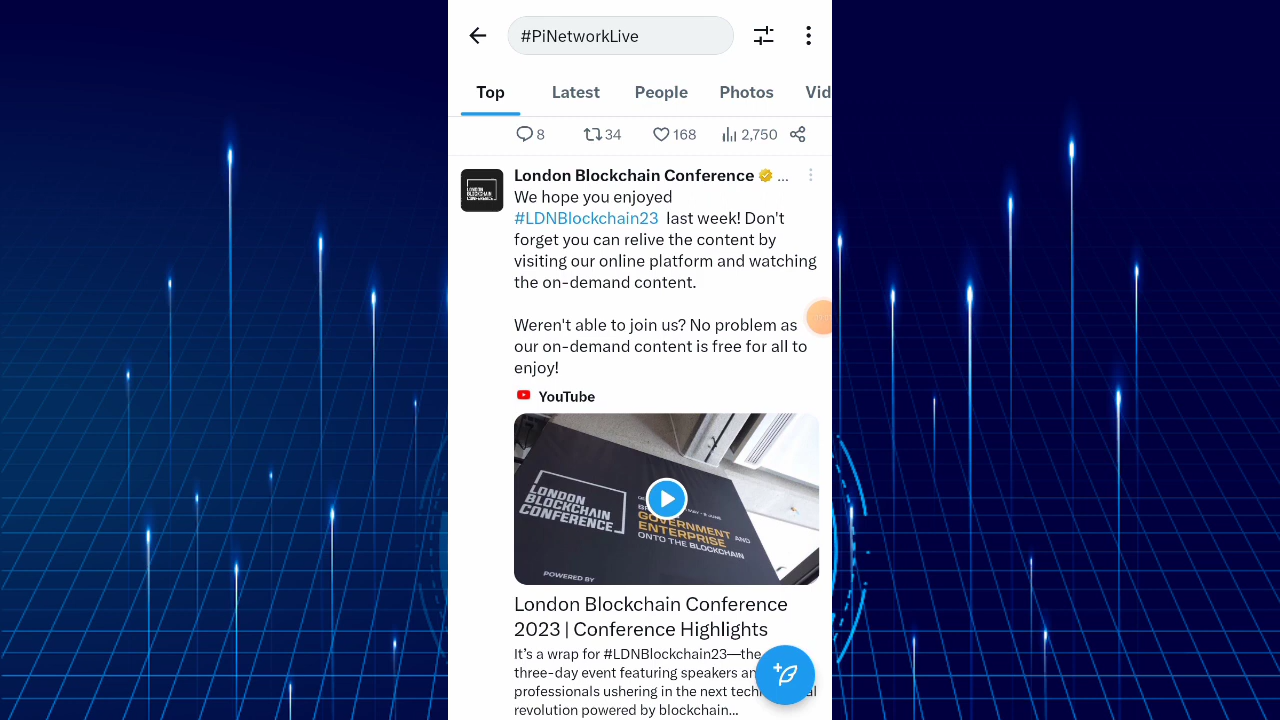 #PiNetworkLive
Top Latest People Photos Vid
8 34 168 2,750
London Blockchain Conference ...
We hope you enjoyed
#LDNBlockchain23 last week! Don't
forget you can relive the content by
visiting our online platform and watching
the on-demand content.
Weren't able to join us? No problem as
our on-demand content is free for all to
enjoy!
YouTube
LONDON
BLOCKCHAIN
CONFERENCE
GOVERNMENT AND
ENTERPRISE
ONTO THE BLOCKCHAIN
POWERED BY
London Blockchain Conference
2023 | Conference Highlights
It's a wrap for #LDNBlockchain23—the
three-day event featuring speakers an
professionals ushering in the next tech al
revolution powered by blockchain...